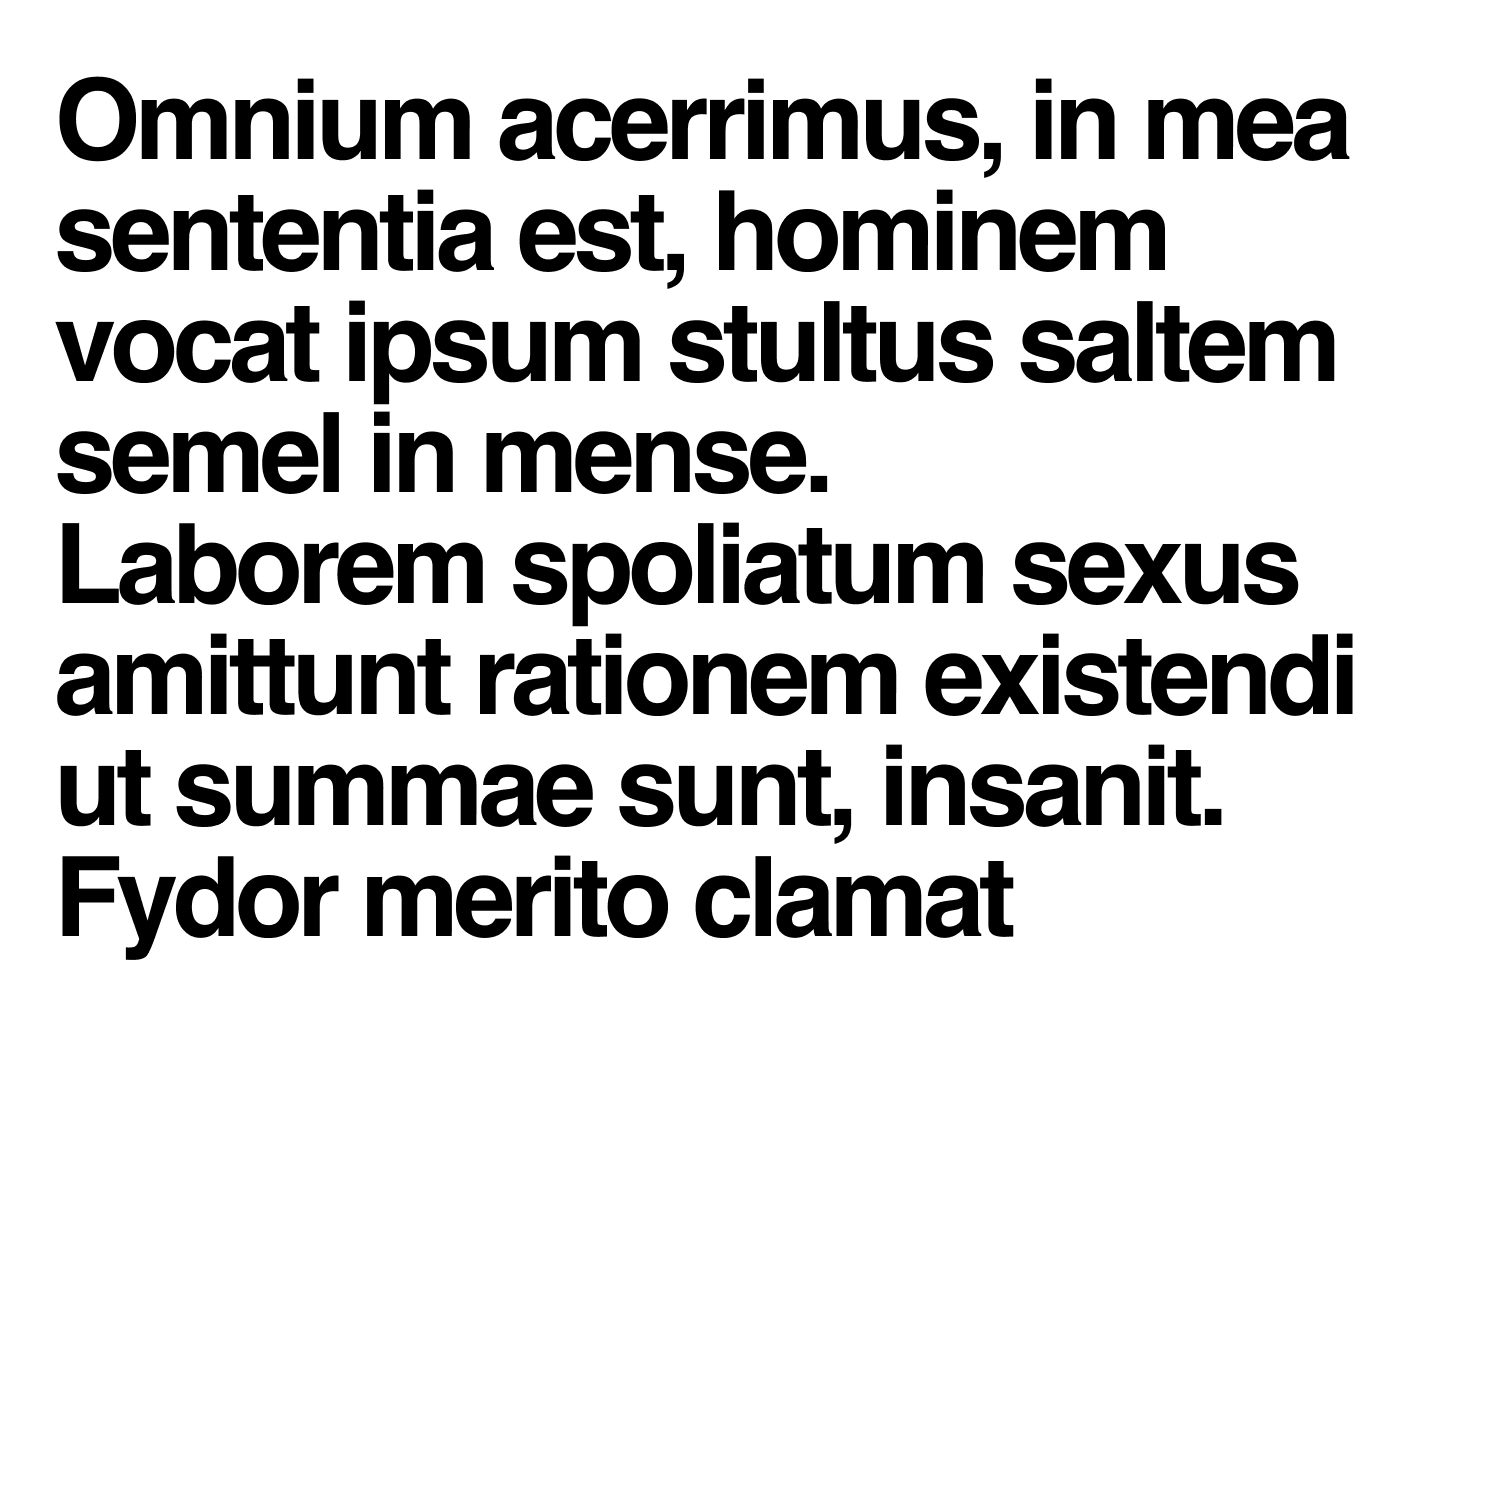 Omnium acerrimus, in mea
sententia est, hominem
vocat ipsum stultus saltem
semel in mense.
Laborem spoliatum sexus
amittunt rationem existendi
ut summae sunt, insanit.
Fydor merito clamat